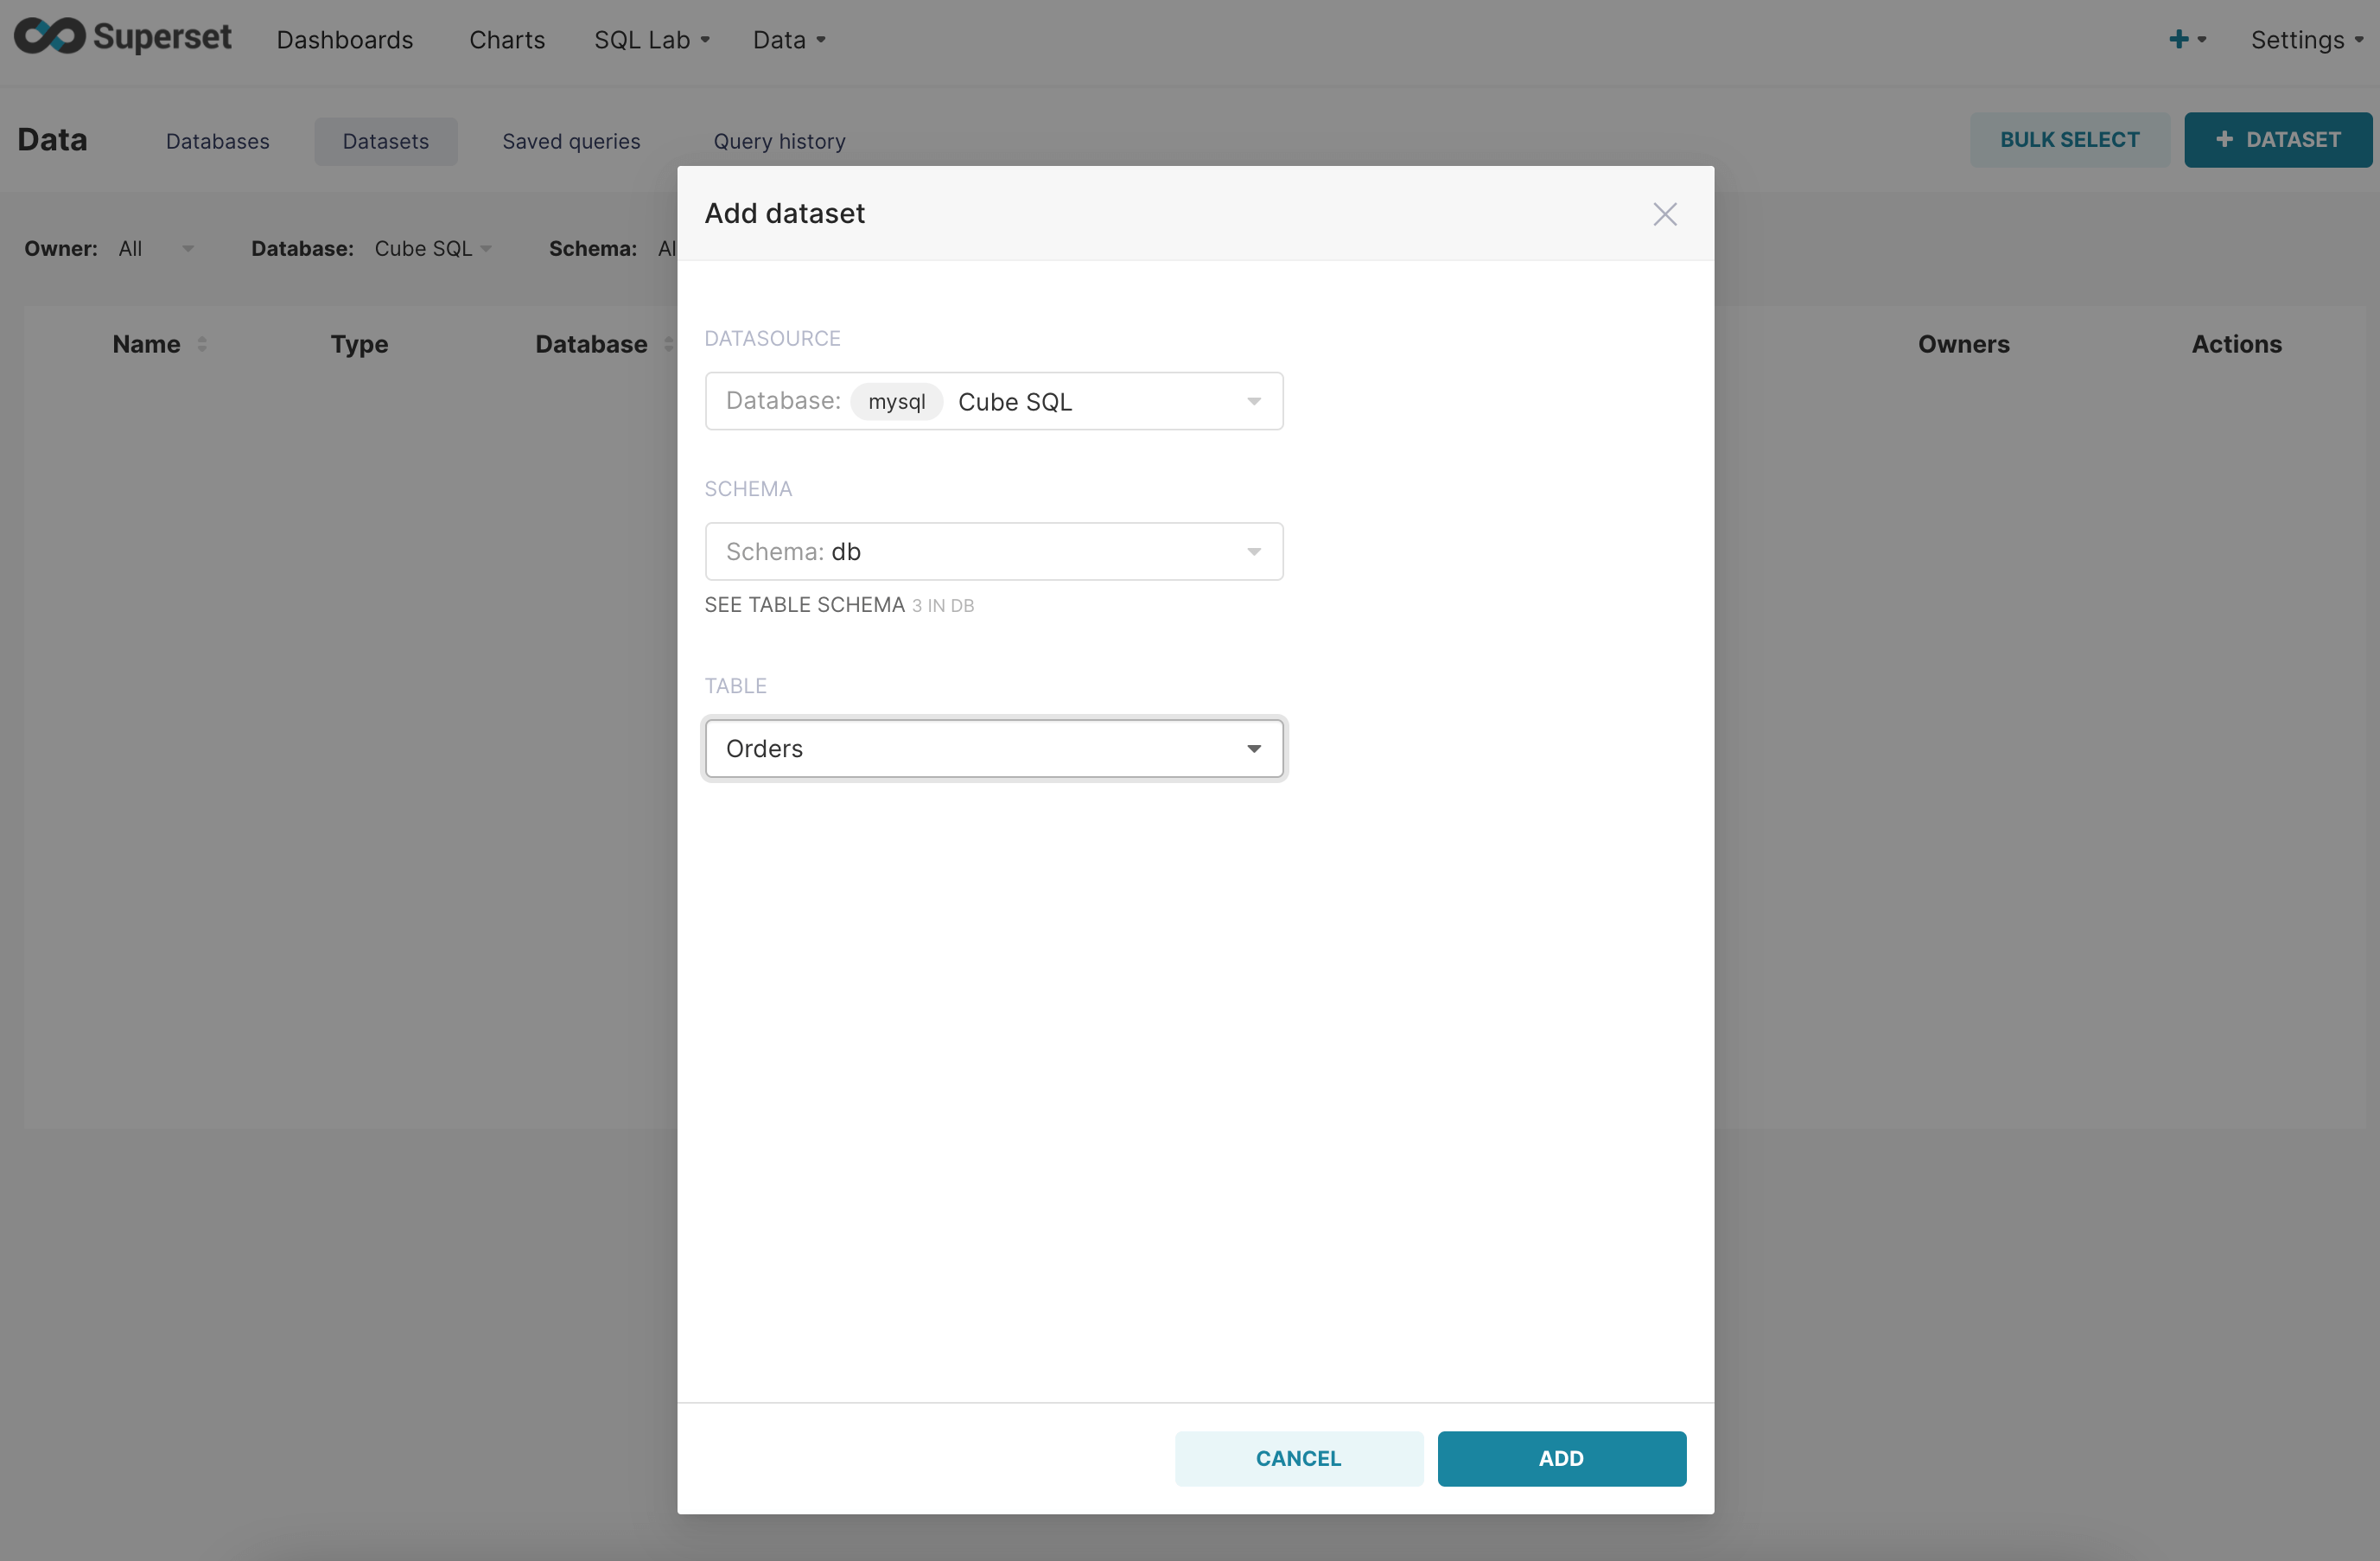 Superset Dashboards Charts SQL Lab Data + Settings
Data Databases Datasets Saved queries Query history BULK SELECT + DATASET
Add dataset
Owner: All Database: Cube SQL Schema:
Name Type Database Owners Actions
DATASOURCE
Database: mysql Cube SQL
SCHEMA
Schema: db
SEE TABLE SCHEMA 3 IN DB
TABLE
Orders
CANCEL ADD